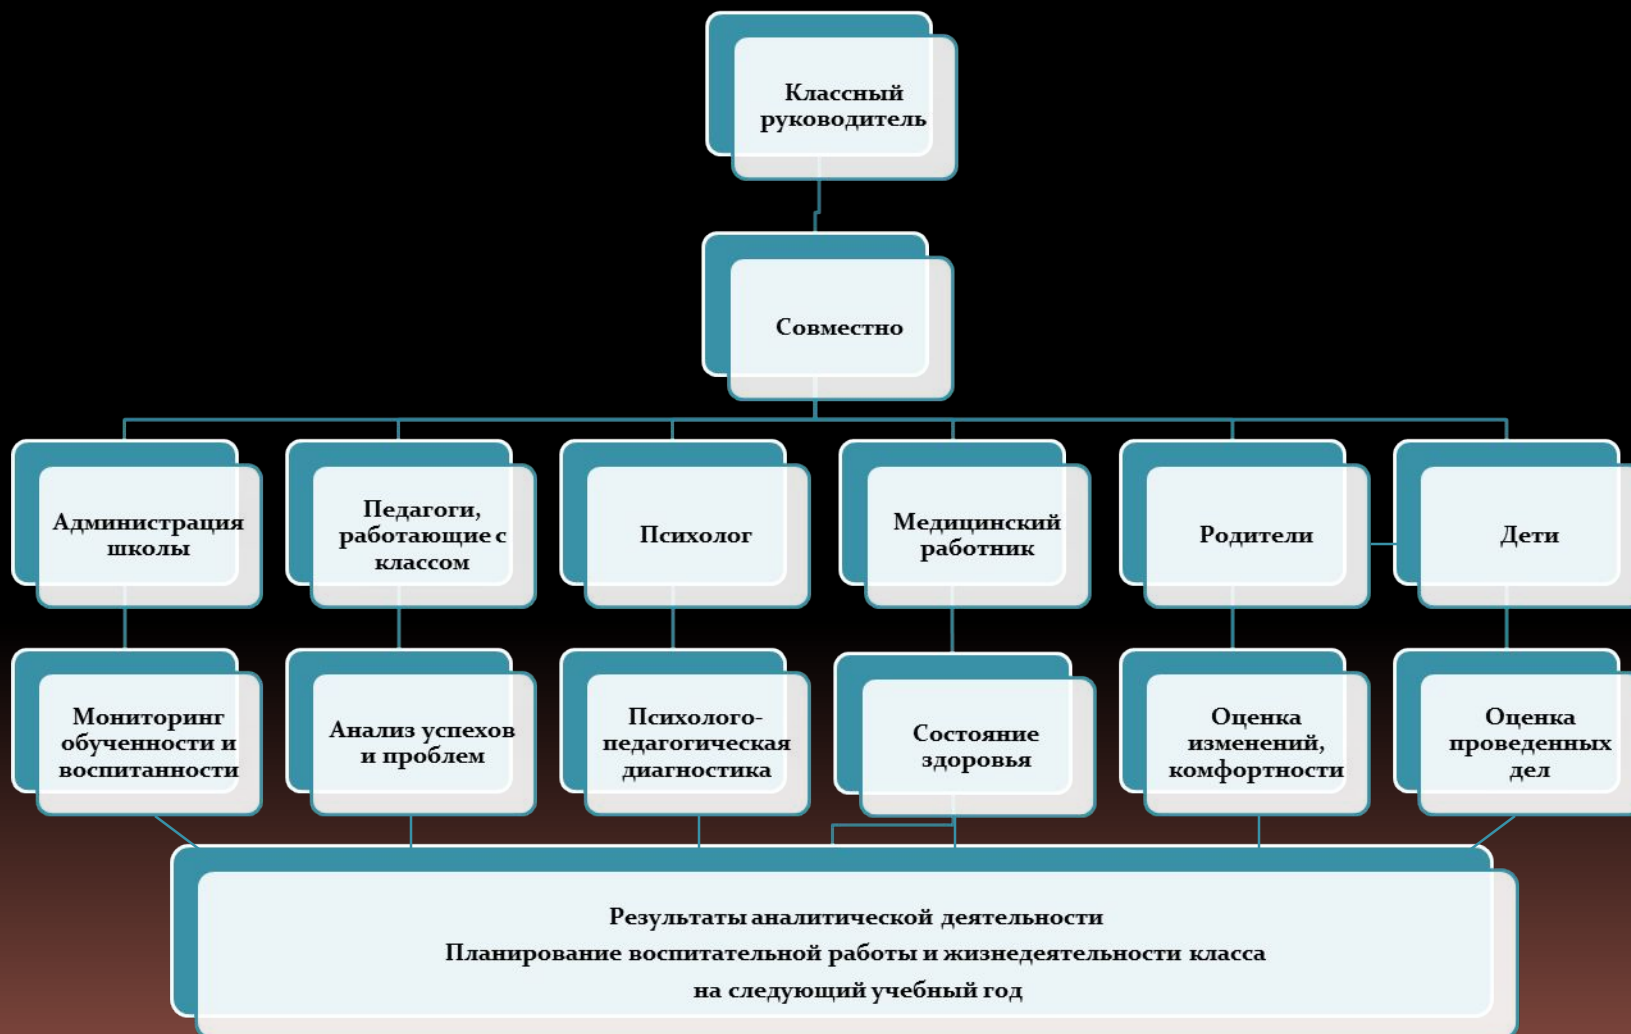 Классный
руководитель
Совместно
Администрация
школы
Педагоги,
работающие с
классом
Психолог
Медицинский
работник
Родители
Дети
Мониторинг
обученности и
воспитанности
Анализ успехов
и проблем
Психолого-
педагогическая
диагностика
Состояние
здоровья
Оценка
изменений,
комфортности
Оценка
проведенных
дел
Результаты аналитической деятельности
Планирование воспитательной работы и жизнедеятельности класса
на следующий учебный год